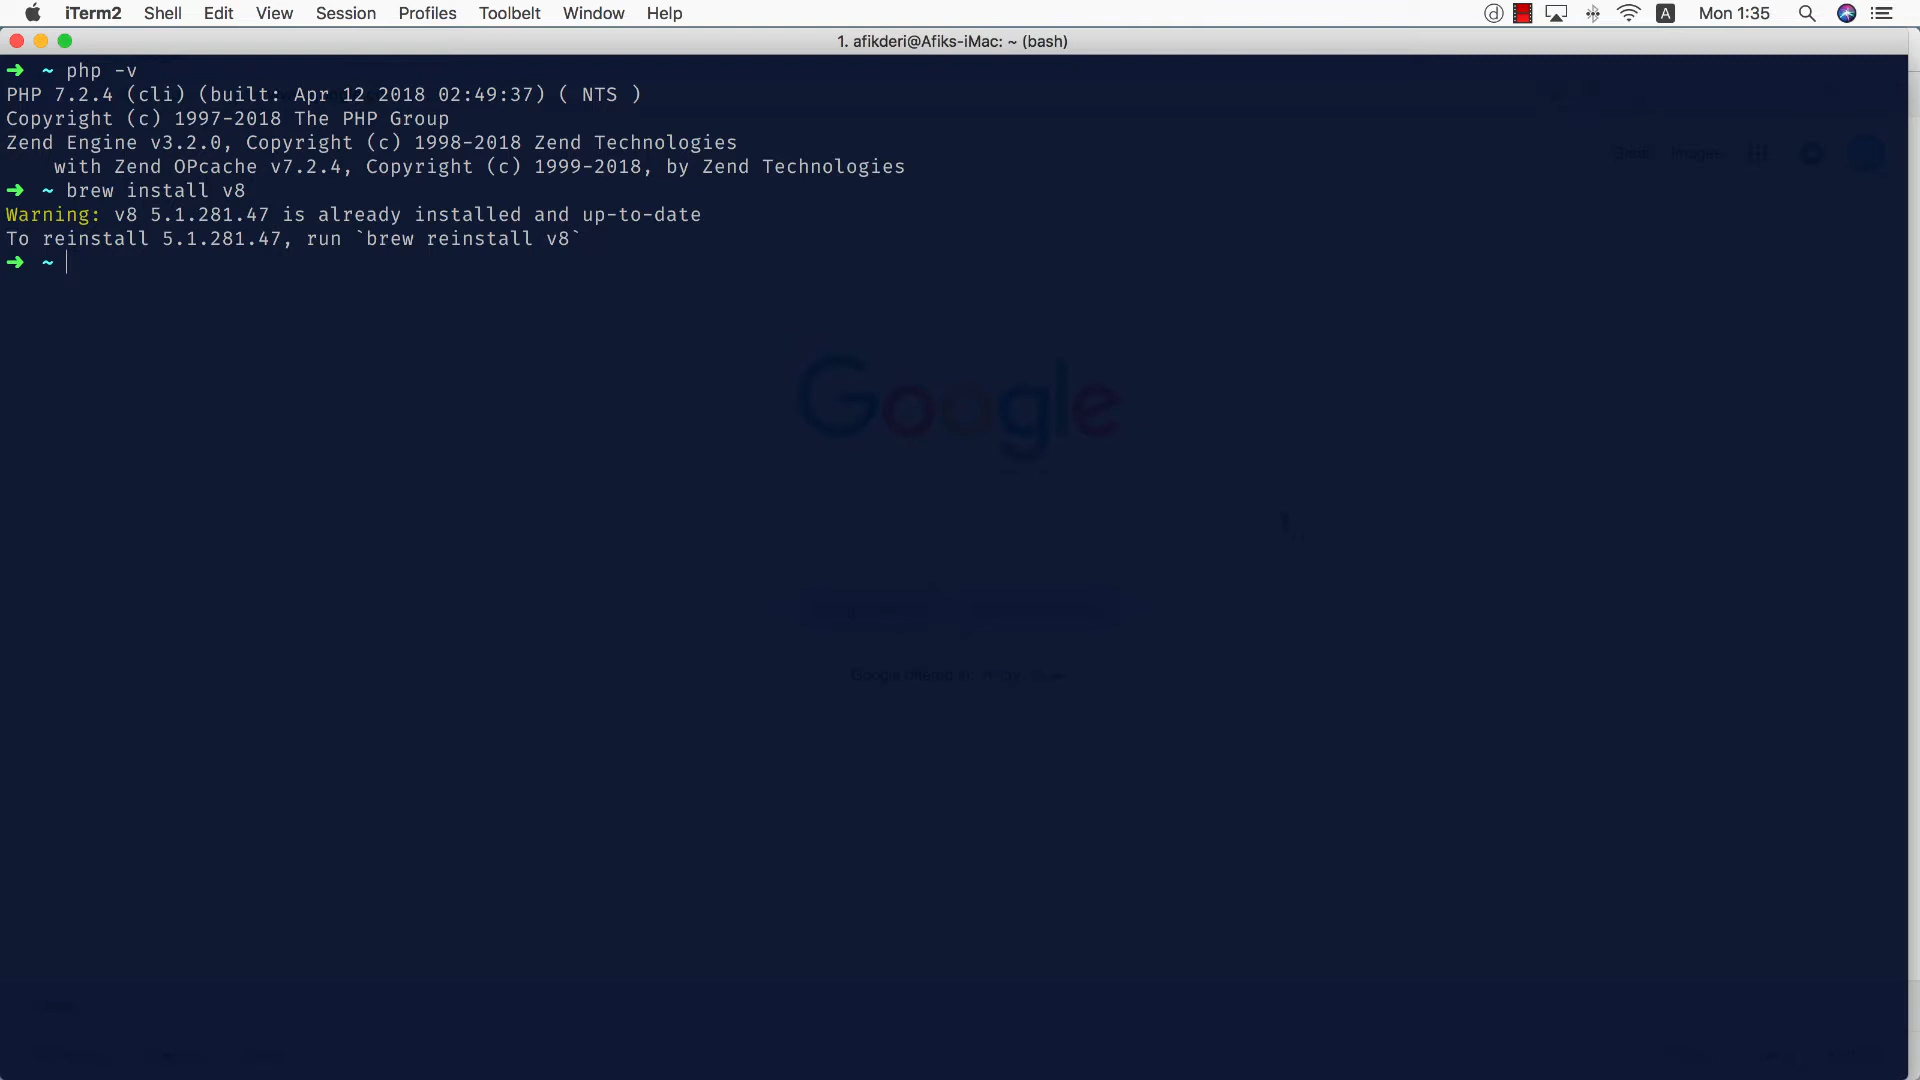 iTerm2 Shell Edit View Session Profiles Toolbelt Window Help A Mon 1:35
1. afikderi@Afiks-iMac: ~ (bash)
➜ ~ php -v
PHP 7.2.4 (cli) (built: Apr 12 2018 02:49:37) ( NTS )
Copyright (c) 1997-2018 The PHP Group
Zend Engine v3.2.0, Copyright (c) 1998-2018 Zend Technologies
with Zend OPcache v7.2.4, Copyright (c) 1999-2018, by Zend Technologies
➜ ~ brew install v8
Warning: v8 5.1.281.47 is already installed and up-to-date
To reinstall 5.1.281.47, run `brew reinstall v8`
➜ ~
Images
Google
Google offered in: